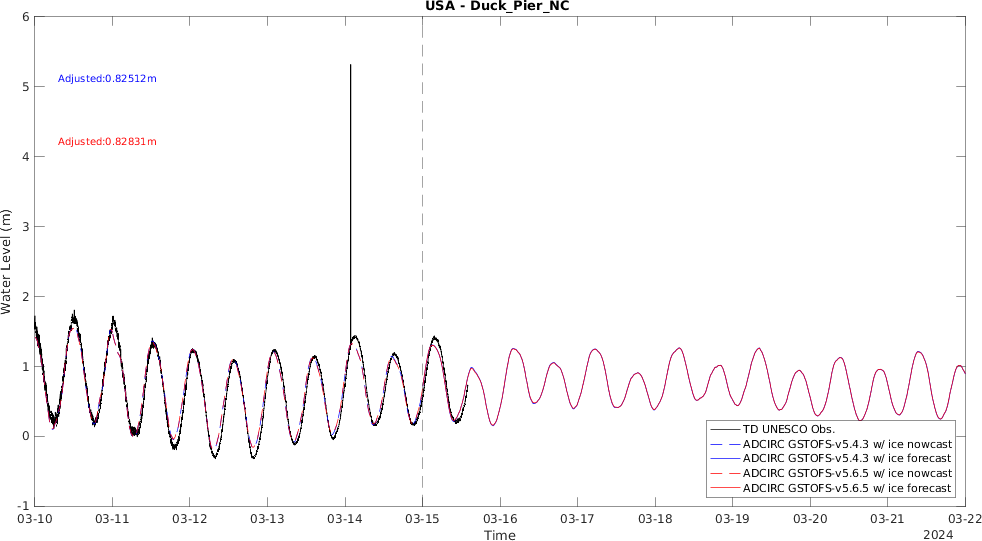 USA - Duck_Pier_NC
Water Level (m)
6
5
4
3
2
1
0
-1
Adjusted:0.82512m
Adjusted:0.82831m
TD UNESCO Obs.
ADCIRC GSTOFS-v5.4.3 w/ ice nowcast
ADCIRC GSTOFS-v5.4.3 w/ ice forecast
ADCIRC GSTOFS-v5.6.5 w/ ice nowcast
ADCIRC GSTOFS-v5.6.5 w/ ice forecast
03-10 03-11 03-12 03-13 03-14 03-15 03-16 03-17 03-18 03-19 03-20 03-21 03-22
Time
2024